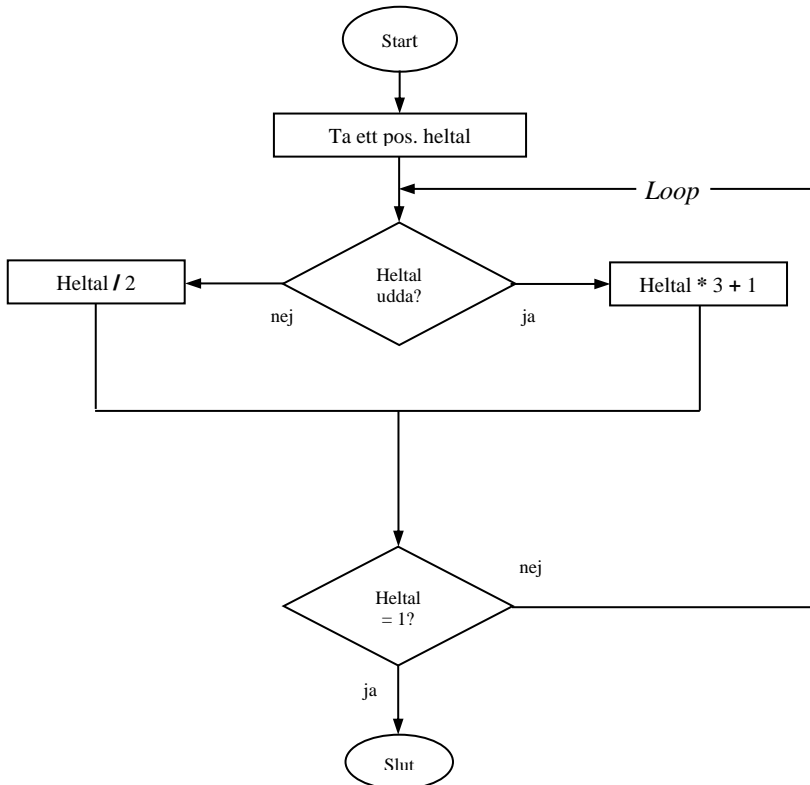 Start
Ta ett pos. heltal
Loop
Heltal
udda?
Heltal / 2
Heltal * 3 + 1
nej
ja
nej
Heltal
= 1?
ja
Slut